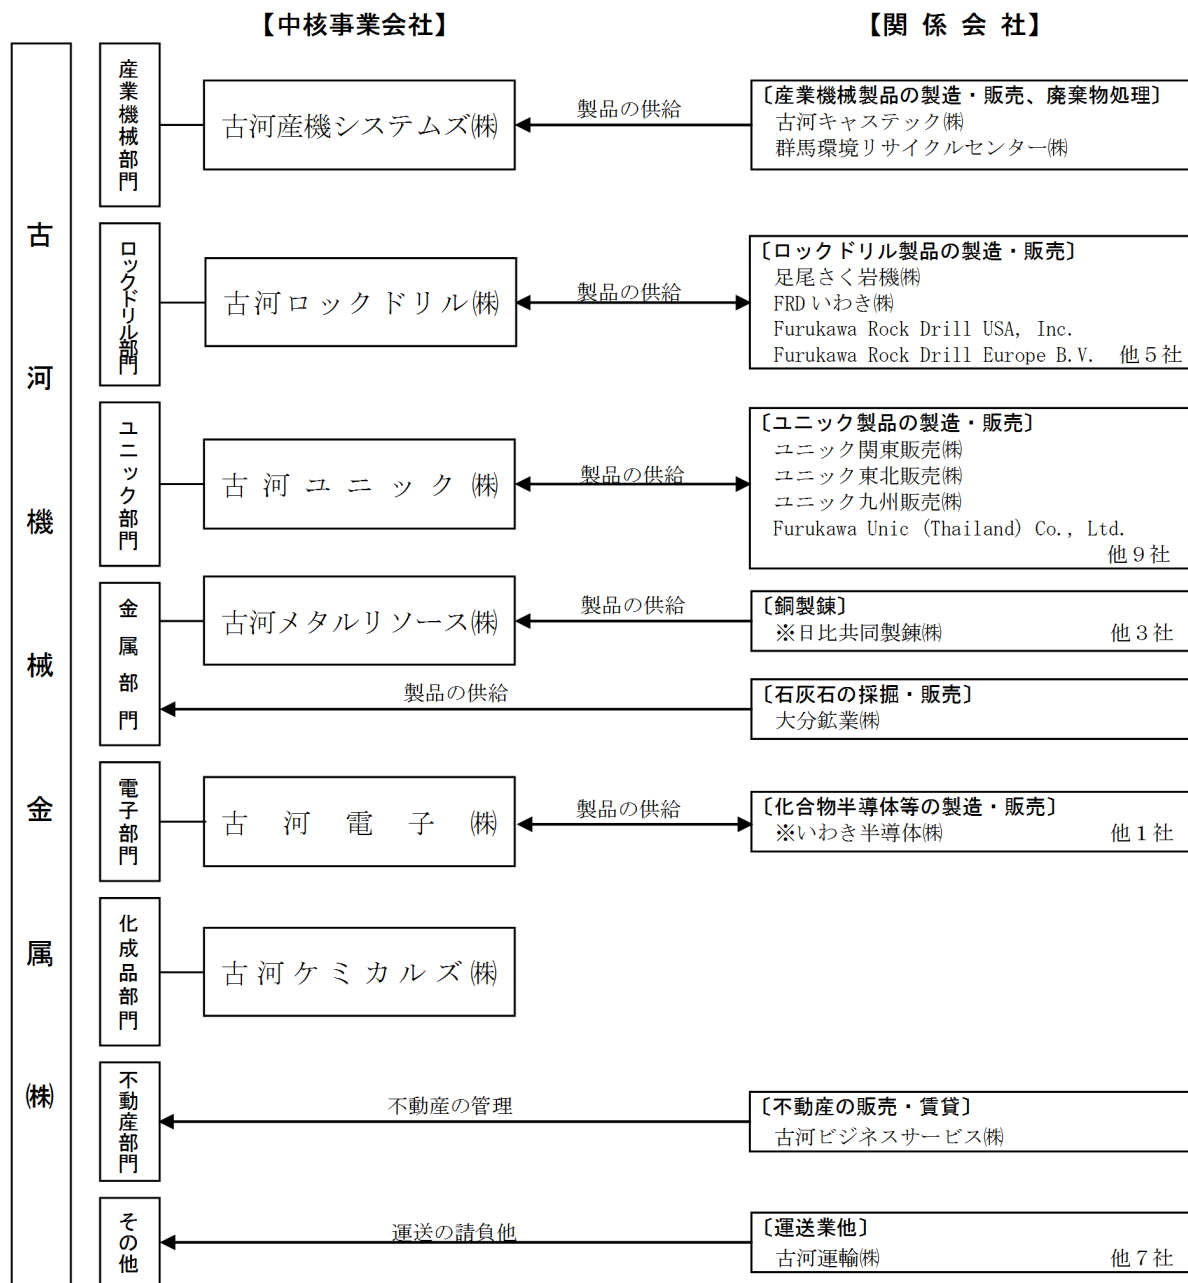 【中核事業会社】
【関 係 会 社】
古河機械金属㈱
産業機械部門
古河産機システムズ㈱
製品の供給
〔産業機械製品の製造・販売、廃棄物処理〕
古河キャステック㈱
群馬環境リサイクルセンター㈱
ロックドリル部門
古河ロックドリル㈱
製品の供給
〔ロックドリル製品の製造・販売〕
足尾さく岩機㈱
FRDいわき㈱
Furukawa Rock Drill USA, Inc.
Furukawa Rock Drill Europe B.V. 他5社
ユニック部門
古河ユニック㈱
製品の供給
〔ユニック製品の製造・販売〕
ユニック関東販売㈱
ユニック東北販売㈱
ユニック九州販売㈱
Furukawa Unic (Thailand) Co., Ltd.
他9社
金属部門
古河メタルリソース㈱
製品の供給
〔銅製錬〕
※日比共同製錬㈱ 他3社
製品の供給
〔石灰石の採掘・販売〕
大分鉱業㈱
電子部門
古河電子㈱
製品の供給
〔化合物半導体等の製造・販売〕
※いわき半導体㈱ 他1社
化成品部門
古河ケミカルズ㈱
不動産部門
不動産の管理
〔不動産の販売・賃貸〕
古河ビジネスサービス㈱
その他
運送の請負他
〔運送業他〕
古河運輸㈱ 他7社